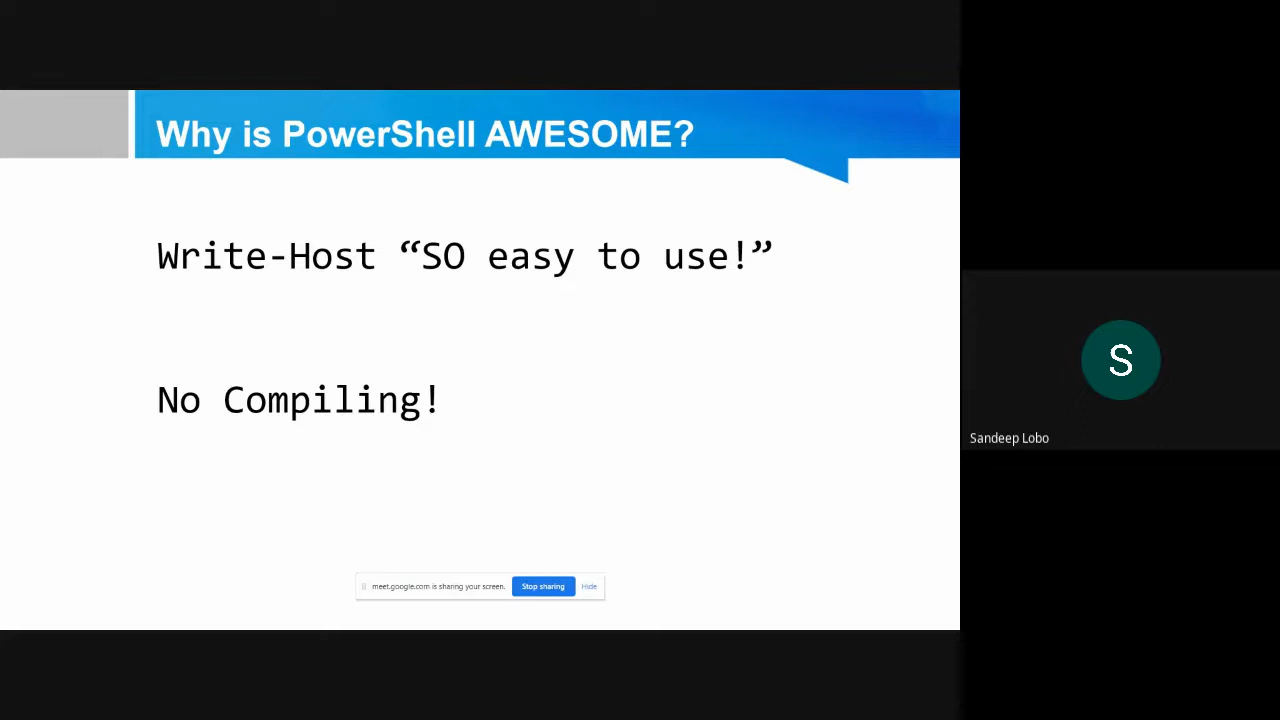 Why is PowerShell AWESOME?
Write-Host “SO easy to use!”
No Compiling!
meet.google.com is sharing your screen. Stop sharing Hide
S
Sandeep Lobo